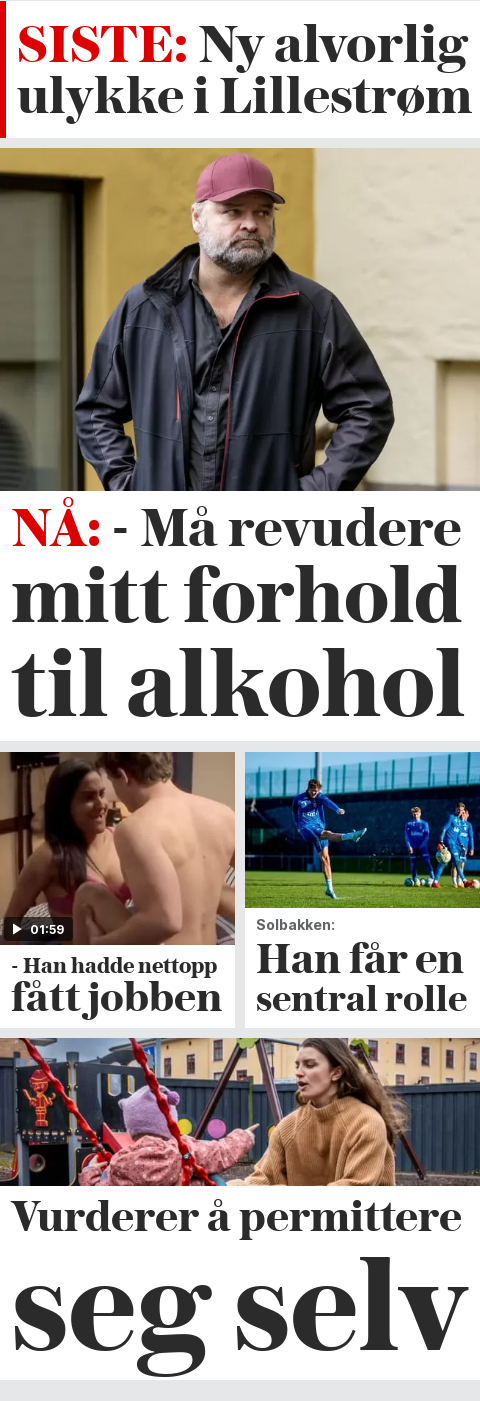 SISTE: Ny alvorlig
ulykke i Lillestrøm
NÅ: - Må revudere
mitt forhold
til alkohol
01:59
- Han hadde nettopp
fått jobben
Solbakken:
Han får en
sentral rolle
Vurderer å permittere
seg selv